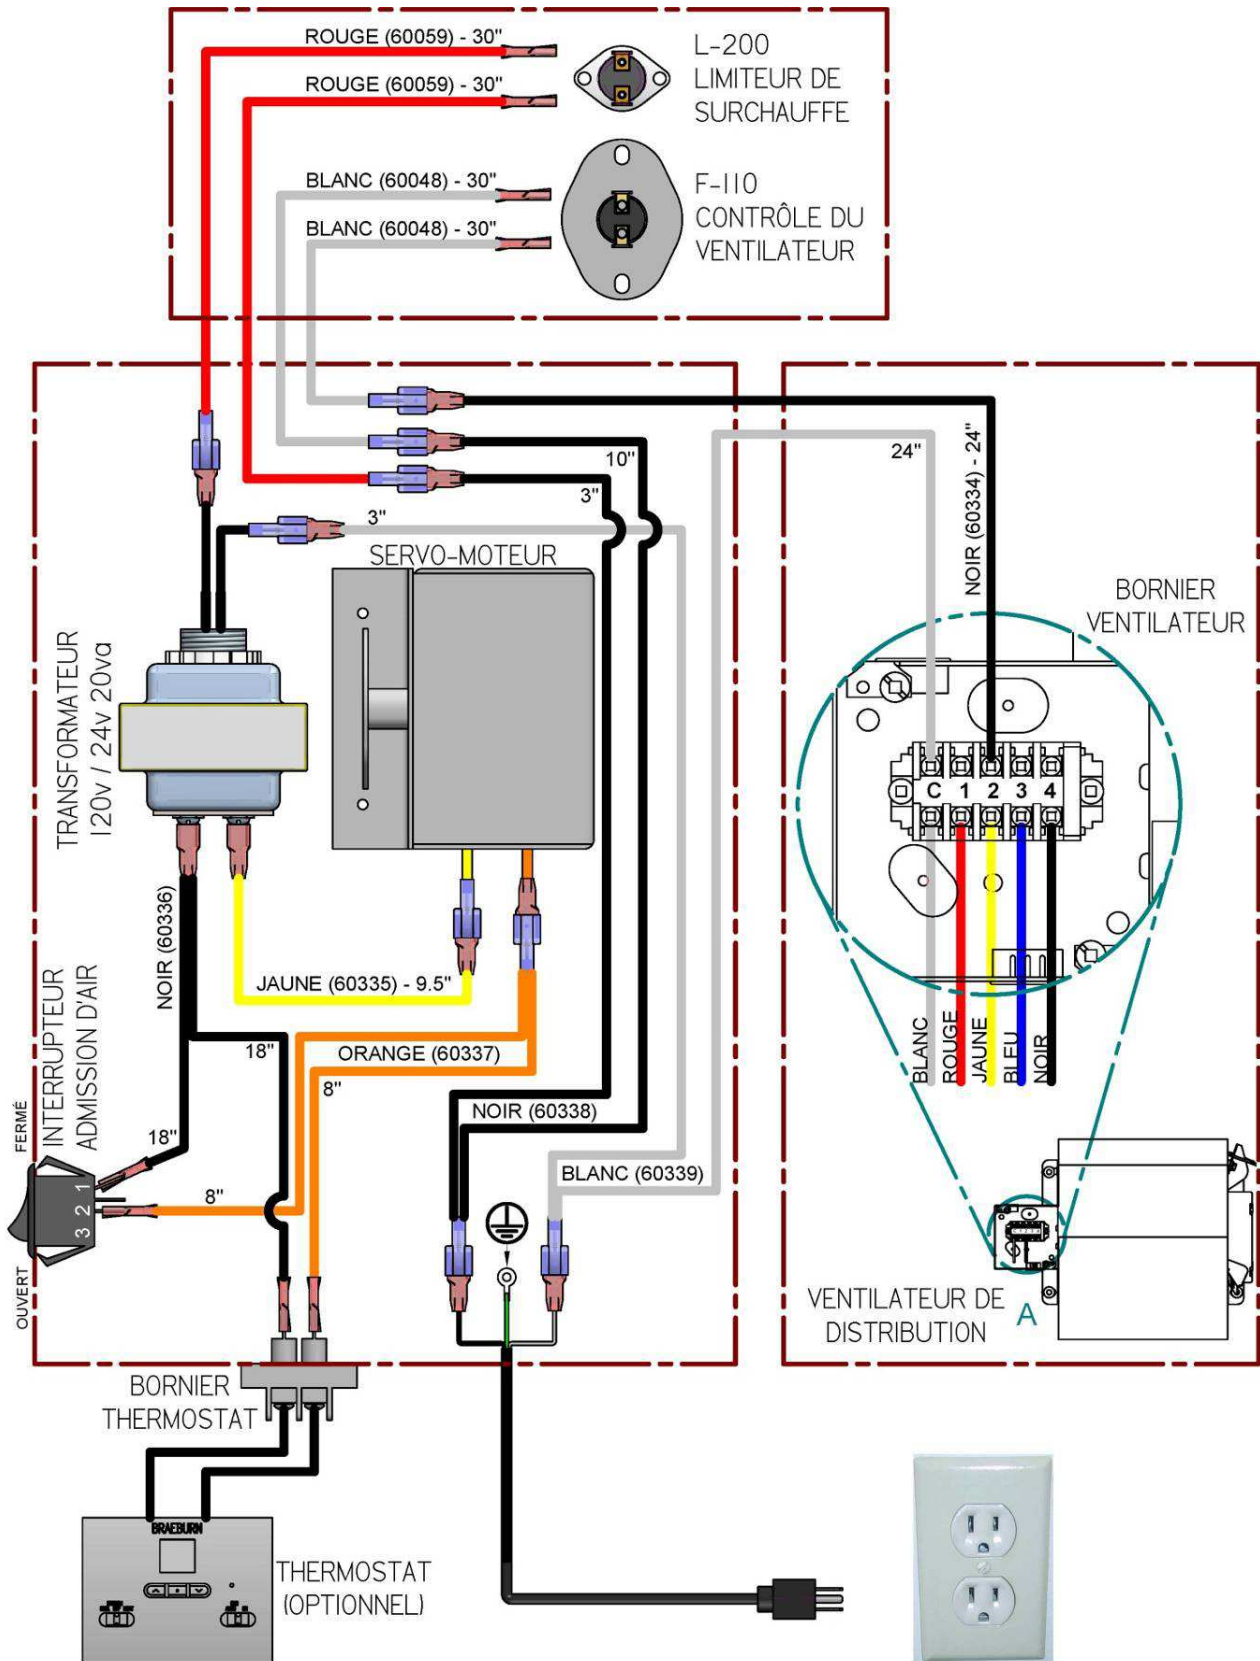 ROUGE (60059) - 30"
ROUGE (60059) - 30"
L-200
LIMITEUR DE
SURCHAUFFE
BLANC (60048) - 30"
BLANC (60048) - 30"
F-110
CONTRÔLE DU
VENTILATEUR
24"
NOIR (60334) - 24"
10"
3"
3"
SERVO-MOTEUR
TRANSFORMATEUR
120v / 24v 20va
BORNIER
VENTILATEUR
C 1 2 3 4
NOIR (60336)
JAUNE (60335) - 9.5"
18"
ORANGE (60337)
8"
BLANC
ROUGE
JAUNE
BLEU
NOIR
INTERRUPTEUR
ADMISSION D'AIR
FERMÉ
OUVERT
18"
8"
3 2 1
NOIR (60338)
BLANC (60339)
VENTILATEUR DE
DISTRIBUTION
A
BORNIER
THERMOSTAT
BRAEBURN
THERMOSTAT
(OPTIONNEL)